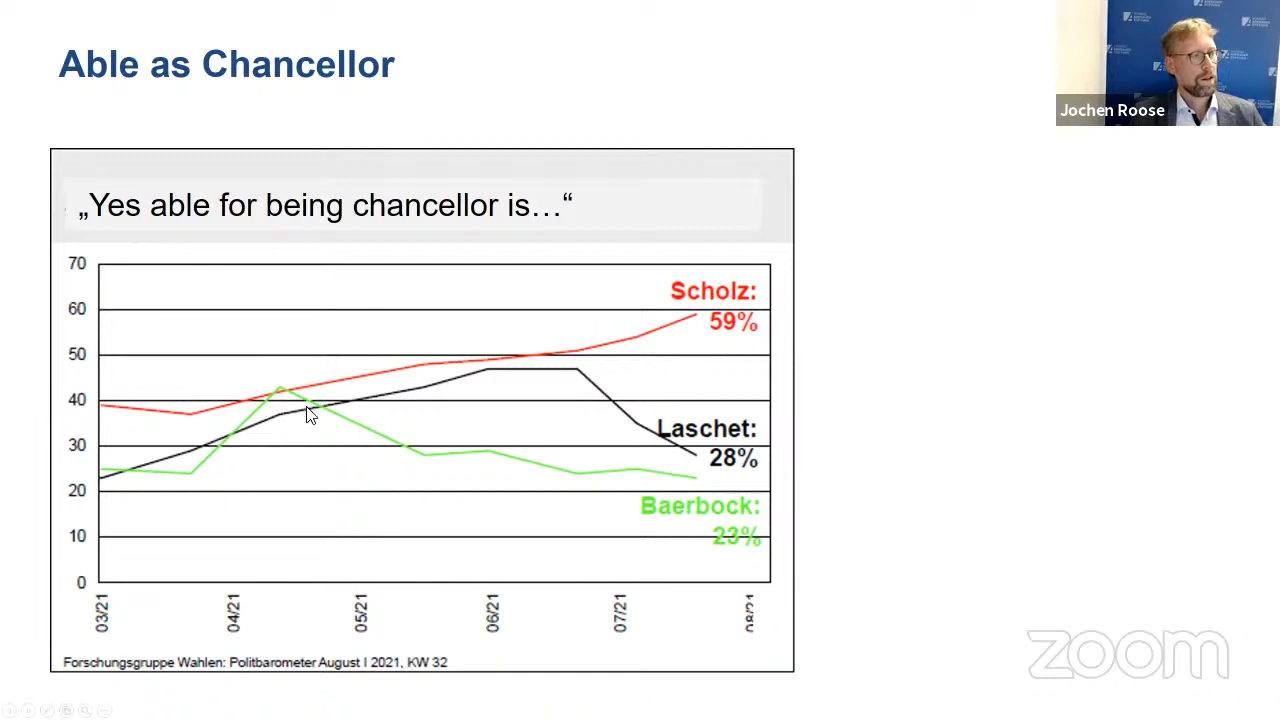 Able as Chancellor
Jochen Roose
„Yes able for being chancellor is…“
70
60
50
40
30
20
10
0
Scholz:
59%
Laschet:
28%
Baerbock:
23%
03/21
04/21
05/21
06/21
07/21
08/21
Forschungsgruppe Wahlen: Politbarometer August I 2021, KW 32
zoom